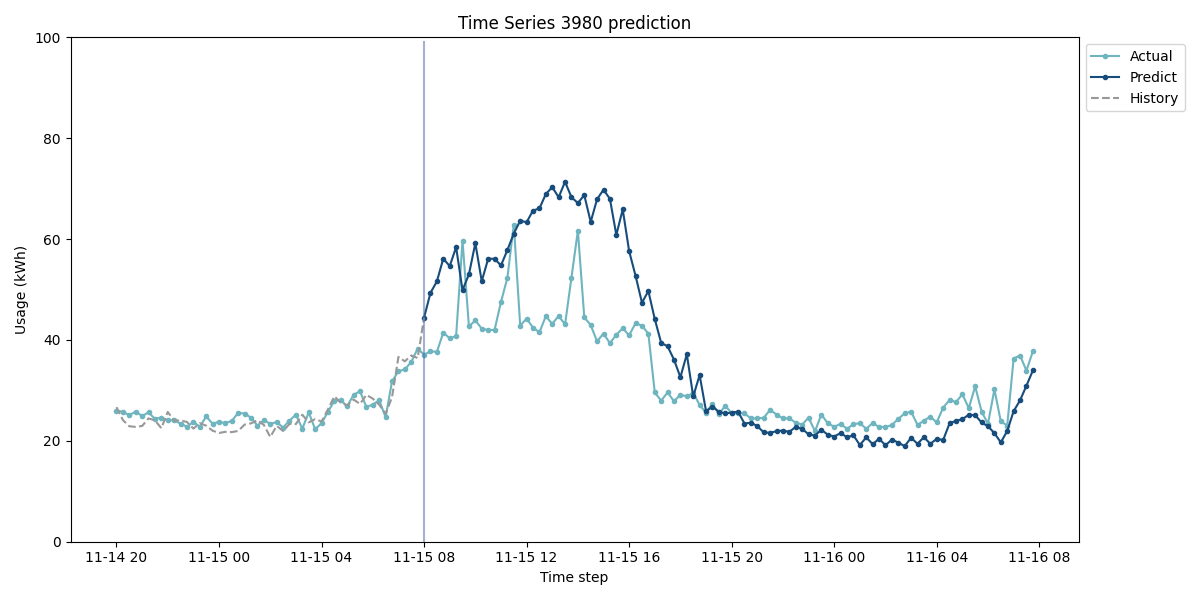 Time Series 3980 prediction
100
80
60
40
20
0
Usage (kWh)
11-14 20
11-15 00
11-15 04
11-15 08
11-15 12
11-15 16
11-15 20
11-16 00
11-16 04
11-16 08
Time step
Actual
Predict
History